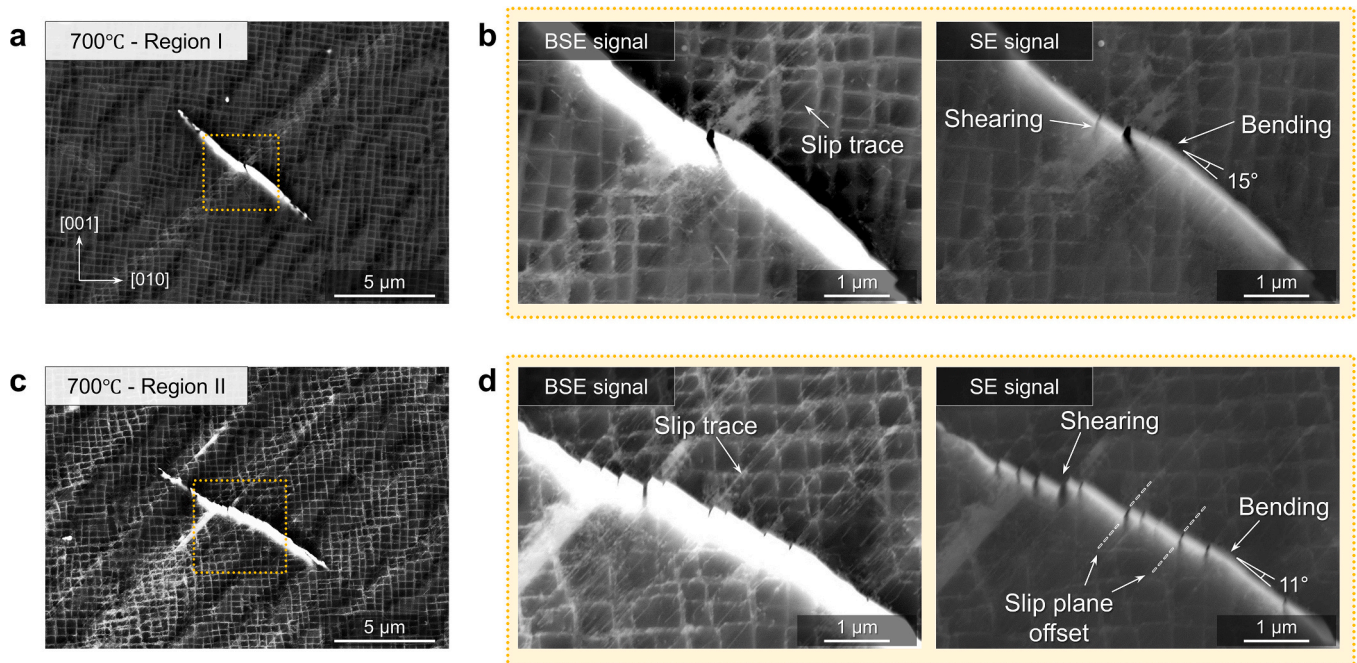 a
700℃ - Region I
[001]
[010]
5 µm
b
BSE signal
Slip trace
1 µm
SE signal
Shearing
Bending
15°
1 µm
c
700℃ - Region II
5 µm
d
BSE signal
Slip trace
1 µm
SE signal
Shearing
Bending
11°
Slip plane
offset
1 µm